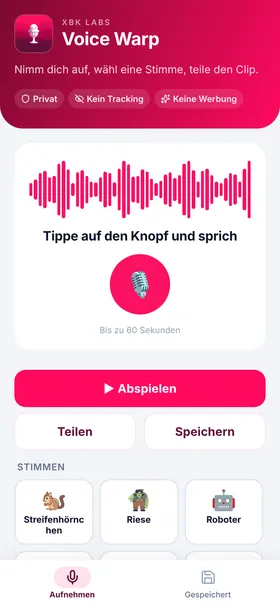 XBK LABS
Voice Warp
Nimm dich auf, wähl eine Stimme, teile den Clip.
Privat
Kein Tracking
Keine Werbung
Tippe auf den Knopf und sprich
Bis zu 60 Sekunden
Abspielen
Teilen
Speichern
STIMMEN
Streifenhörnc
hen
Riese
Roboter
Aufnehmen
Gespeichert